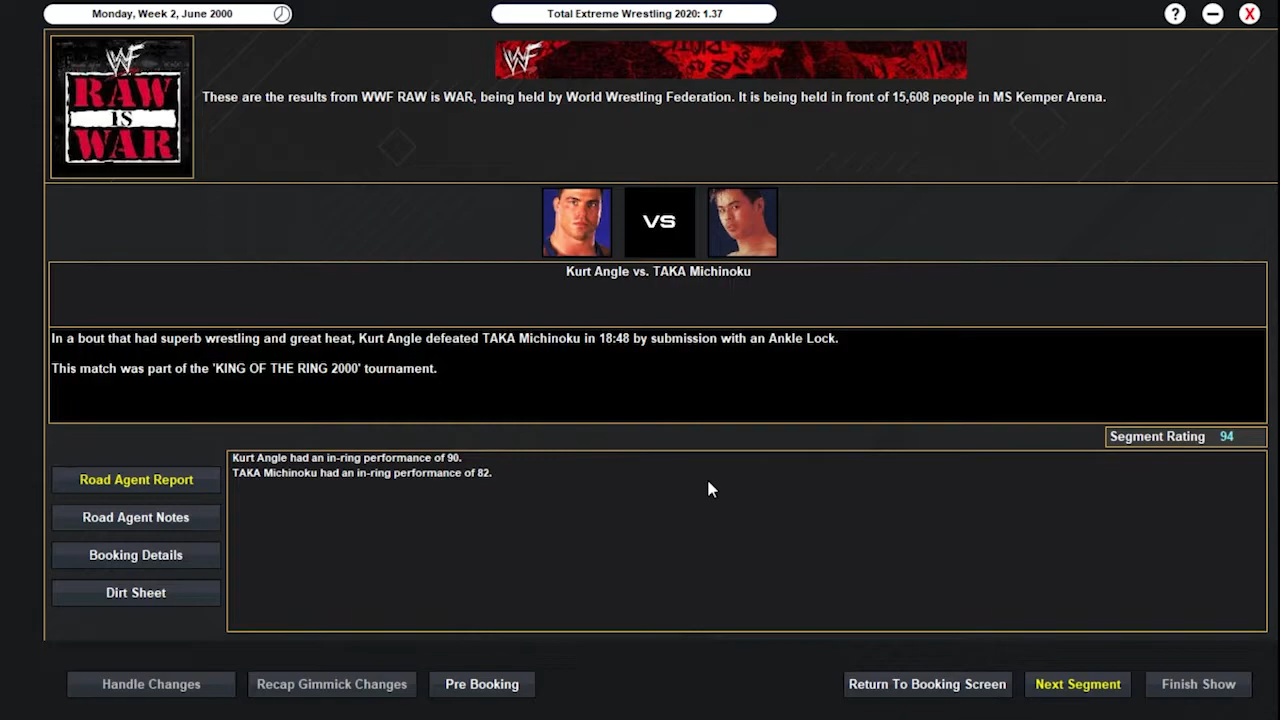 Monday, Week 2, June 2000
Total Extreme Wrestling 2020: 1.37
?
X
WF
RAW
IS
WAR
WF
These are the results from WWF RAW is WAR, being held by World Wrestling Federation. It is being held in front of 15,608 people in MS Kemper Arena.
VS
Kurt Angle vs. TAKA Michinoku
In a bout that had superb wrestling and great heat, Kurt Angle defeated TAKA Michinoku in 18:48 by submission with an Ankle Lock.
This match was part of the 'KING OF THE RING 2000' tournament.
Segment Rating 94
Kurt Angle had an in-ring performance of 90.
TAKA Michinoku had an in-ring performance of 82.
Road Agent Report
Road Agent Notes
Booking Details
Dirt Sheet
Handle Changes
Recap Gimmick Changes
Pre Booking
Return To Booking Screen
Next Segment
Finish Show